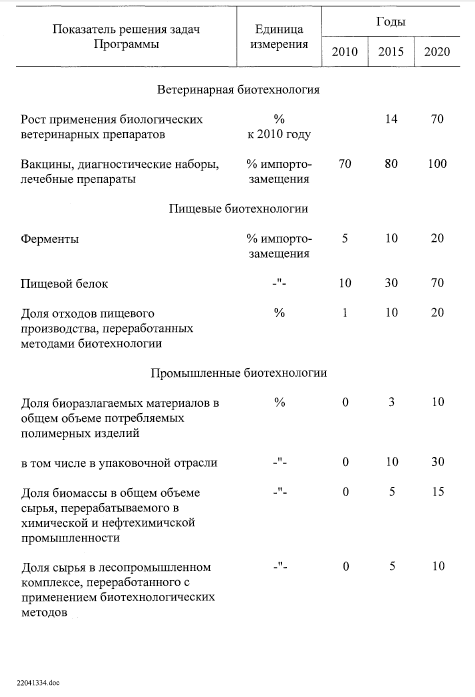 Показатель решения задач
Программы
Единица
измерения
Годы
2010 2015 2020
Ветеринарная биотехнология
Рост применения биологических % 14 70
ветеринарных препаратов к 2010 году
Вакцины, диагностические наборы, % импорто- 70 80 100
лечебные препараты замещения
Пищевые биотехнологии
Ферменты % импорто- 5 10 20
замещения
Пищевой белок -"- 10 30 70
Доля отходов пищевого % 1 10 20
производства, переработанных
методами биотехнологии
Промышленные биотехнологии
Доля биоразлагаемых материалов в % 0 3 10
общем объеме потребляемых
полимерных изделий
в том числе в упаковочной отрасли -"- 0 10 30
Доля биомассы в общем объеме -"- 0 5 15
сырья, перерабатываемого в
химической и нефтехимичской
промышленности
Доля сырья в лесопромышленном -"- 0 5 10
комплексе, переработанного с
применением биотехнологических
методов
22041334.doc